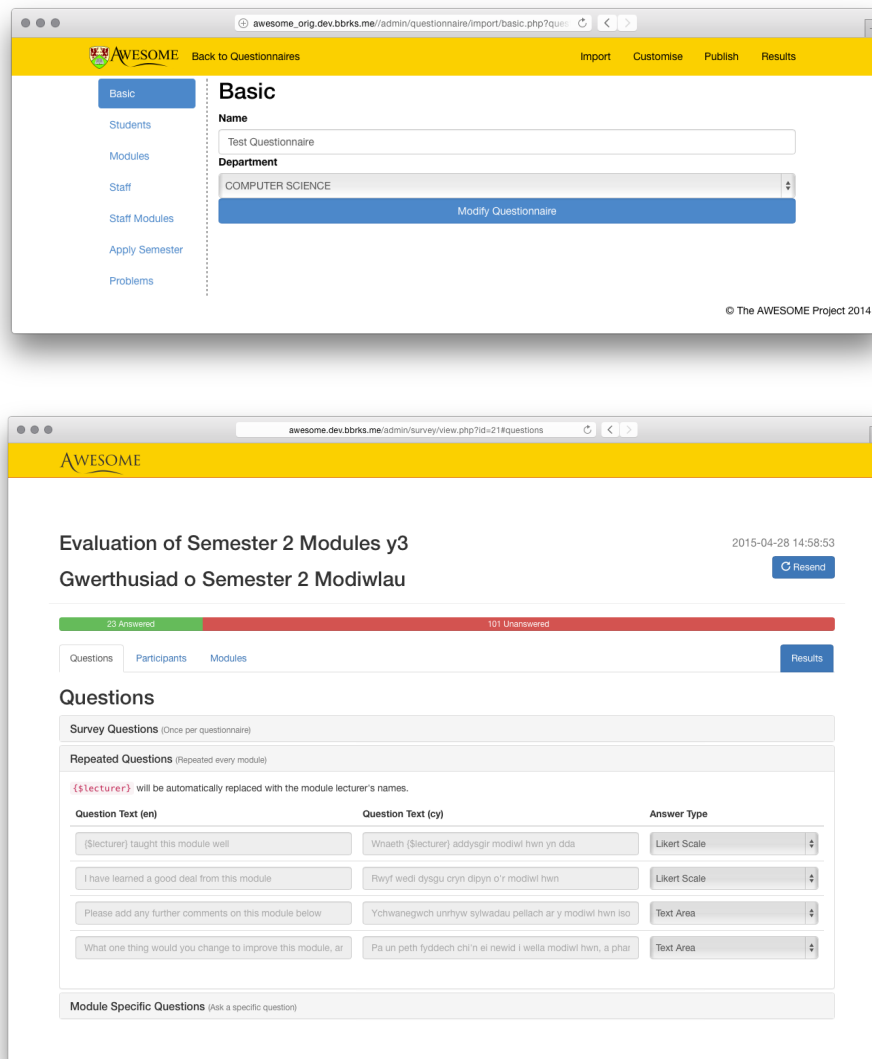 awesome_orig.dev.bbrks.me//admin/questionnaire/import/basic.php?ques
AWESOME Back to Questionnaires Import Customise Publish Results
Basic
Students
Modules
Staff
Staff Modules
Apply Semester
Problems
Basic
Name
Test Questionnaire
Department
COMPUTER SCIENCE
Modify Questionnaire
© The AWESOME Project 2014
awesome.dev.bbrks.me/admin/survey/view.php?id=21#questions
AWESOME
Evaluation of Semester 2 Modules y3
Gwerthusiad o Semester 2 Modiwlau
2015-04-28 14:58:53
Resend
23 Answered 101 Unanswered
Questions Participants Modules Results
Questions
Survey Questions (Once per questionnaire)
Repeated Questions (Repeated every module)
{$lecturer} will be automatically replaced with the module lecturer's names.
Question Text (en) Question Text (cy) Answer Type
{$lecturer} taught this module well Wnaeth {$lecturer} addysgir modiwl hwn yn dda Likert Scale
I have learned a good deal from this module Rwyf wedi dysgu cryn dipyn o'r modiwl hwn Likert Scale
Please add any further comments on this module below Ychwanegwch unrhyw sylwadau pellach ar y modiwl hwn iso Text Area
What one thing would you change to improve this module, ar Pa un peth fyddech chi'n ei newid i wella modiwl hwn, a phar Text Area
Module Specific Questions (Ask a specific question)